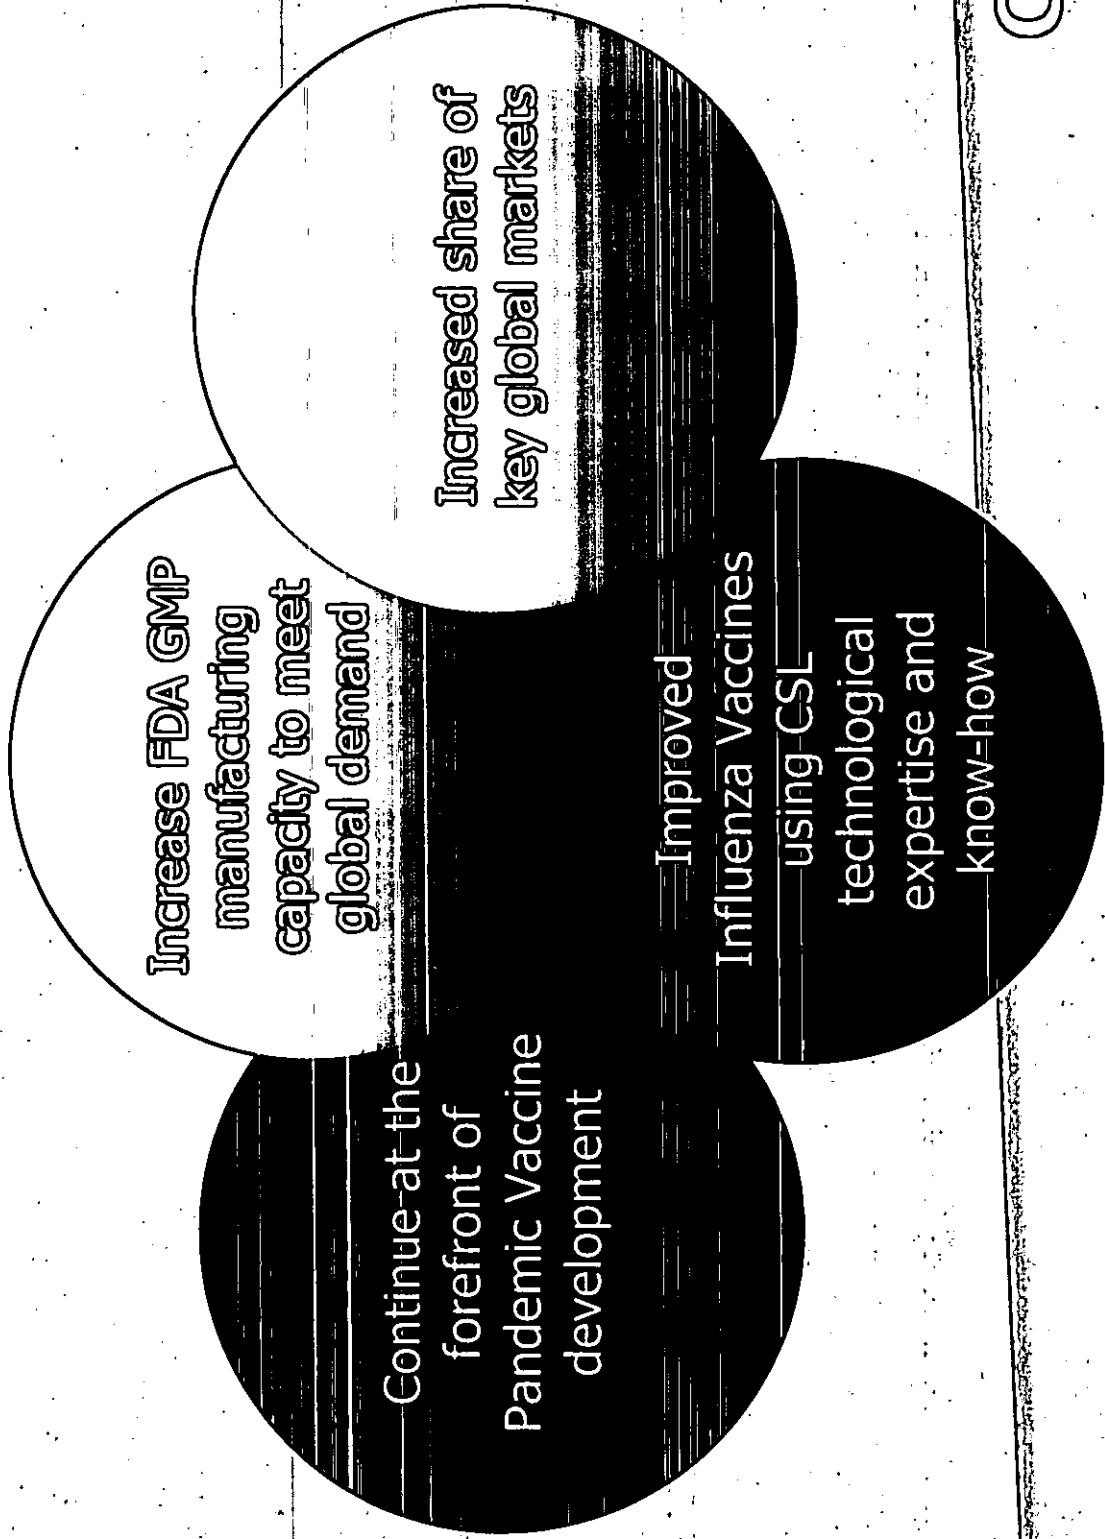 Increase FDA GMP
manufacturing
capacity to meet
global demand
Continue at the
forefront of
Pandemic Vaccine
development
Increased share of
key global markets
Improved
Influenza Vaccines
using CSL
technological
expertise and
know-how